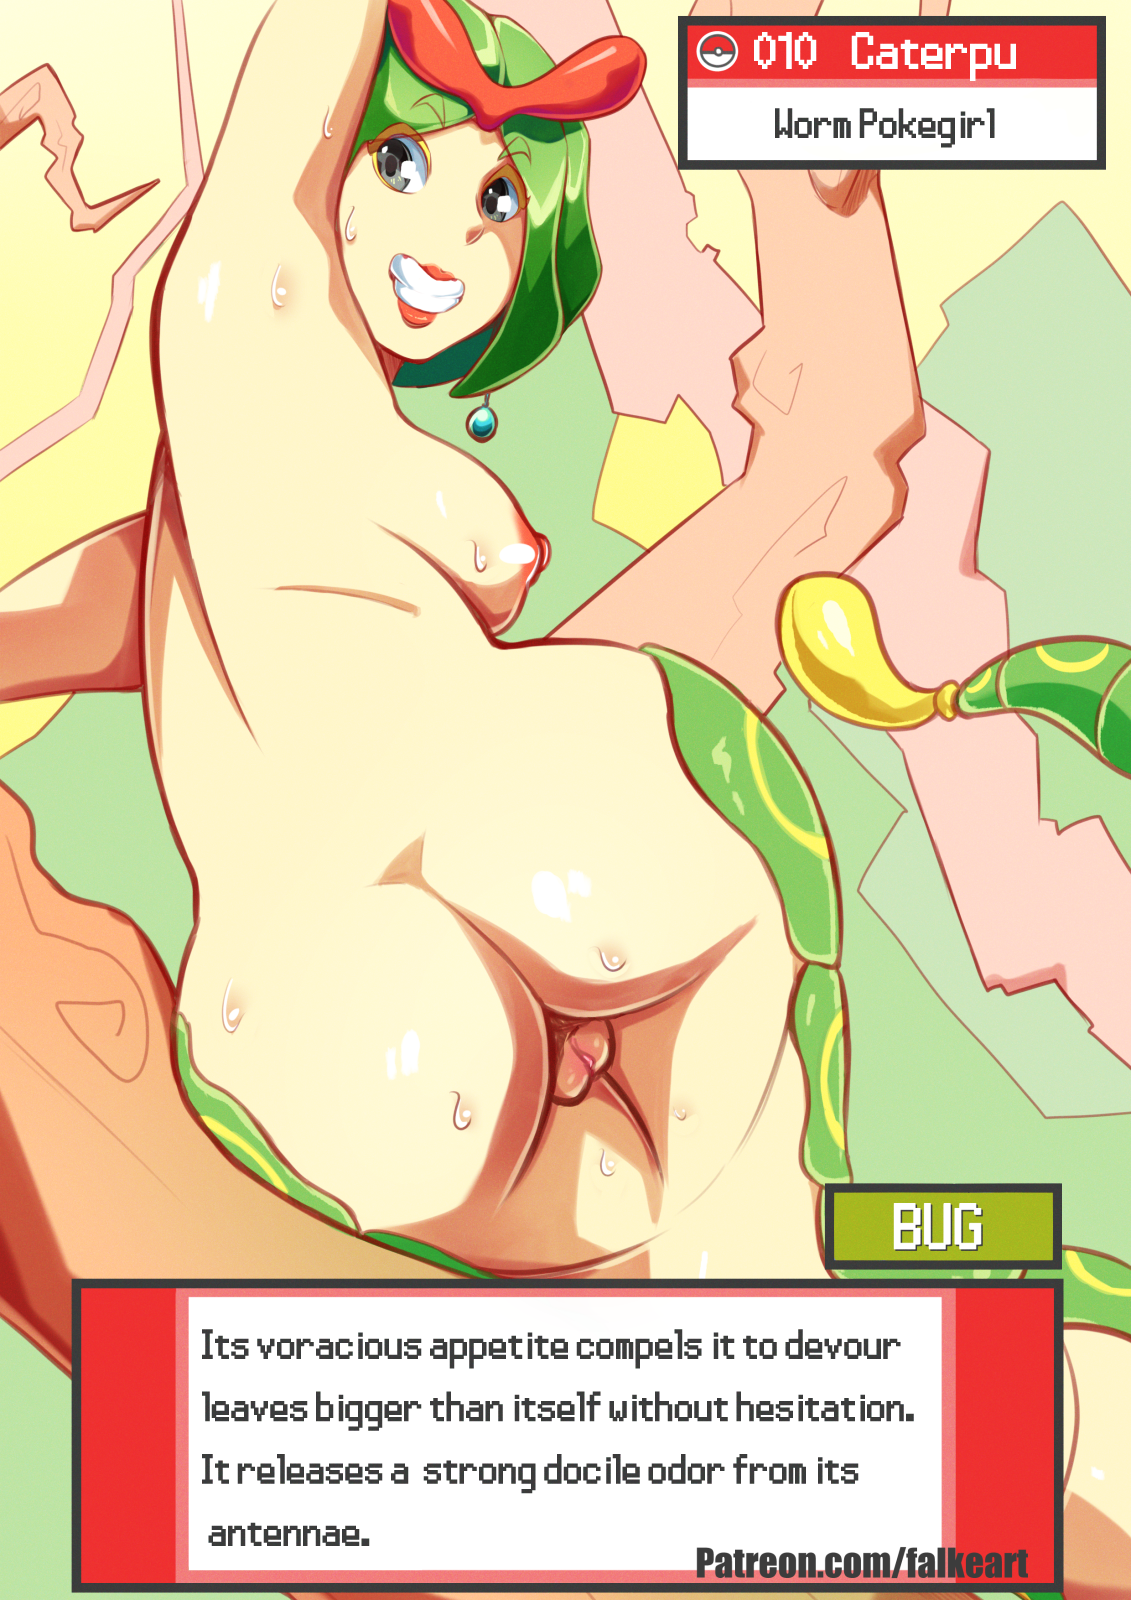 010 Caterpu
Worm Pokegirl
BUG
Its voracious appetite compels it to devour
leaves bigger than itself without hesitation.
It releases a strong docile odor from its
antennae.
Patreon.com/falkeart